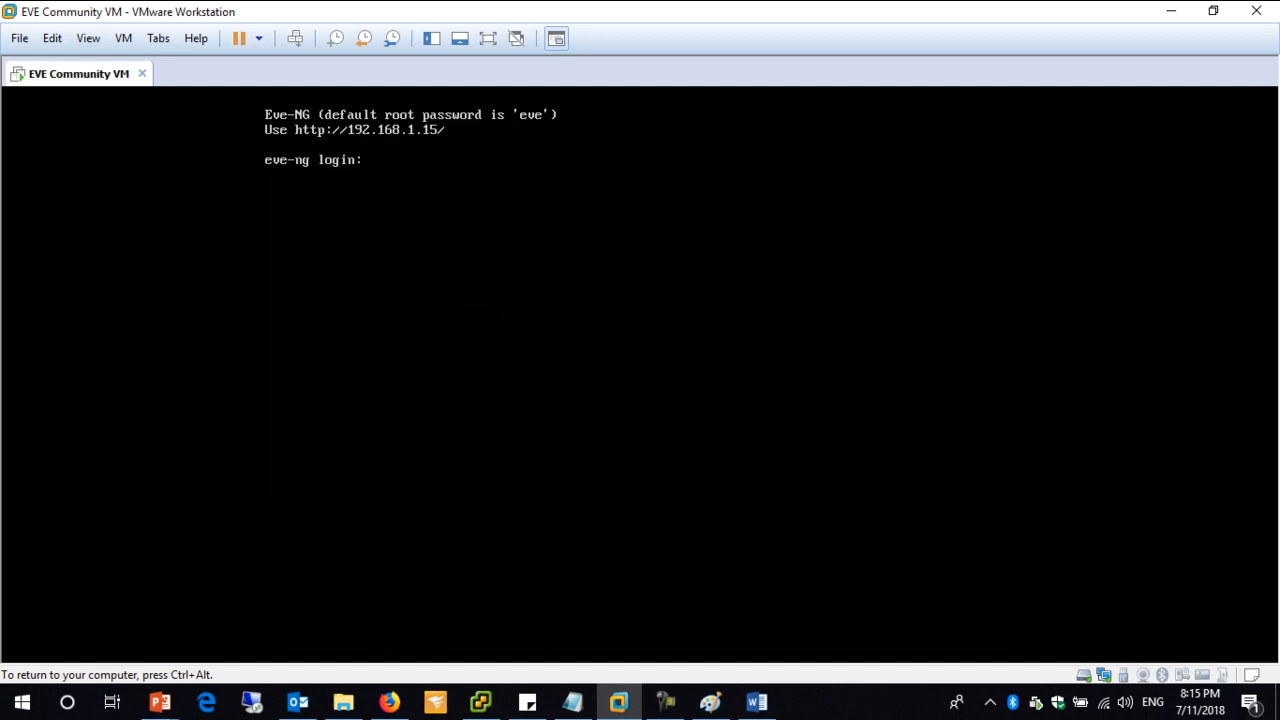 EVE Community VM - VMware Workstation
File Edit View VM Tabs Help
EVE Community VM
Eve-NG (default root password is 'eve')
Use http://192.168.1.15/
eve-ng login:
To return to your computer, press Ctrl+Alt.
ENG
8:15 PM
7/11/2018
1